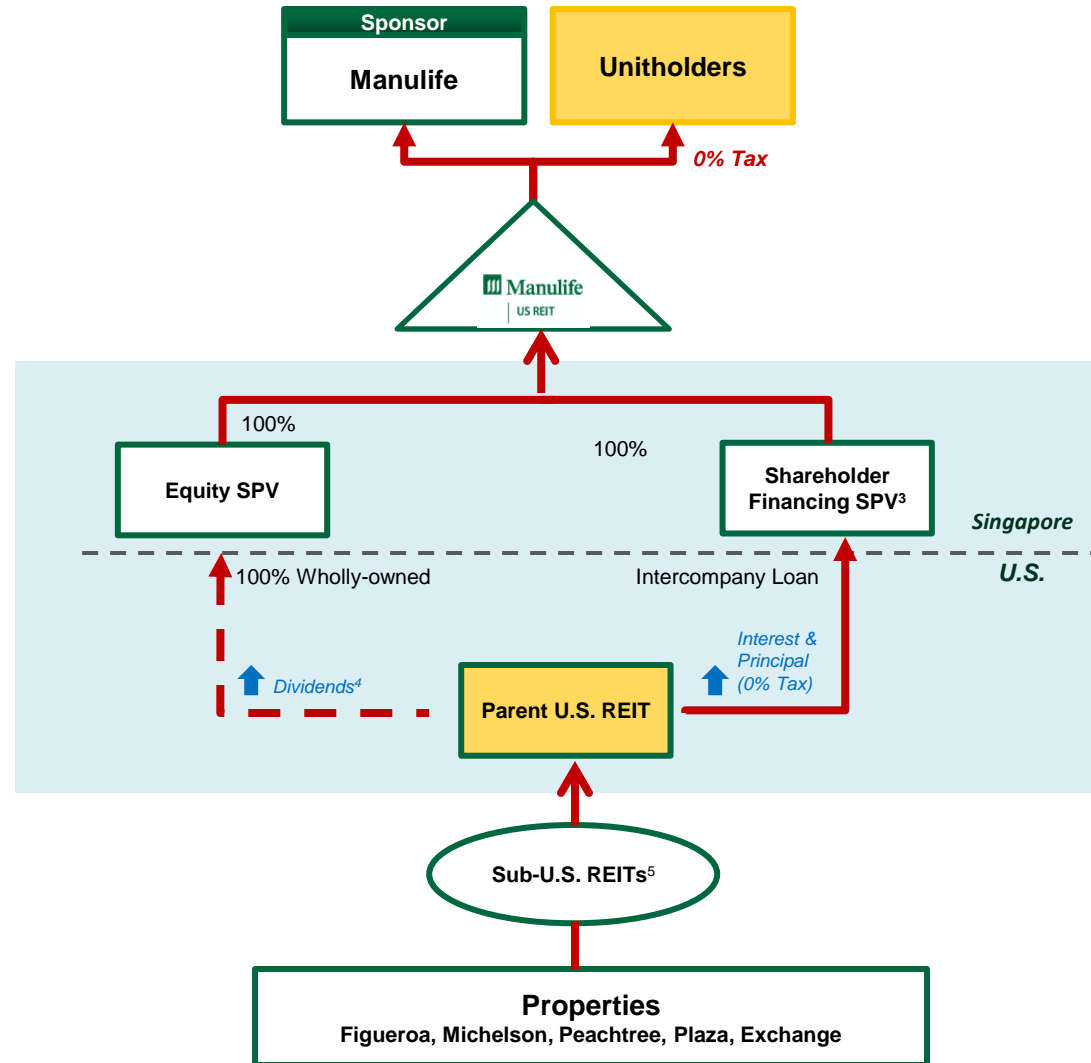 Sponsor
Manulife
Unitholders
0% Tax
Manulife
US REIT
100%
100%
Equity SPV
Shareholder
Financing SPV³
Singapore
100% Wholly-owned
Intercompany Loan
U.S.
Dividends⁴
Interest &
Principal
(0% Tax)
Parent U.S. REIT
Sub-U.S. REITs⁵
Properties
Figueroa, Michelson, Peachtree, Plaza, Exchange